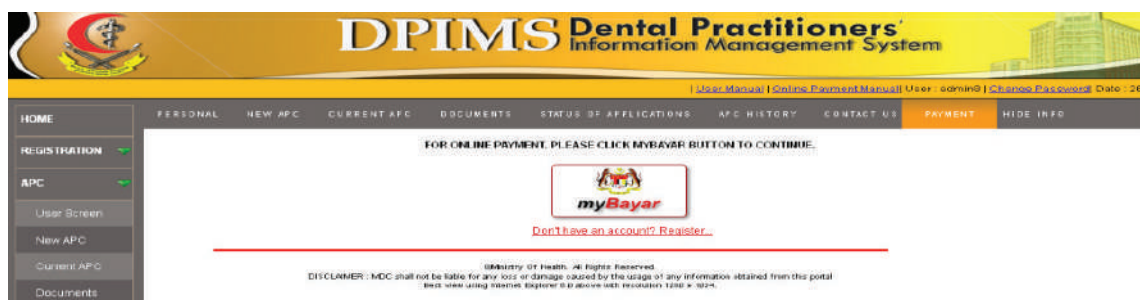 DPIMS Dental Practitioners'
Information Management System
| User Manual | Online Payment Manual| User : admin8 | Change Password| Date : 26
HOME
REGISTRATION
APC
User Screen
New APC
Current APC
Documents
PERSONAL NEW APC CURRENT APC DOCUMENTS STATUS OF APPLICATIONS APC HISTORY CONTACT US PAYMENT HIDE INFO
FOR ONLINE PAYMENT, PLEASE CLICK MYBAYAR BUTTON TO CONTINUE.
myBayar
Don't have an account? Register...
©Ministry Of Health. All Rights Reserved
DISCLAIMER : MDC shall not be liable for any loss or damage caused by the usage of any information obtained from this portal
Best view using Internet Explorer 8.0 above with resolution 1280 x 1024.